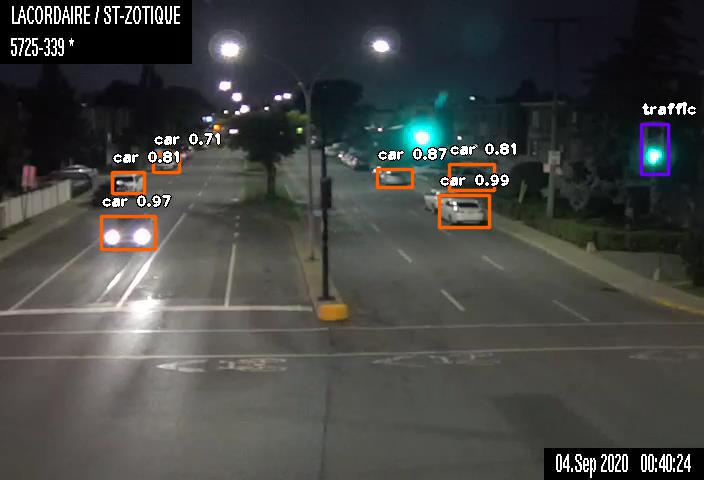 LACORDAIRE / ST-ZOTIQUE
5725-339 *
traffic
car 0.71
car 0.81
car 0.87
car 0.81
car 0.99
car 0.97
04.Sep 2020 00:40:24